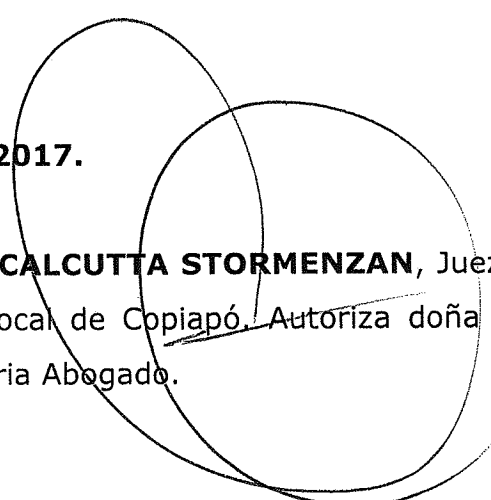 2017.
CALCUTTA STORMENZAN, Juez
ocal de Copiapó. Autoriza doña
ria Abogado.